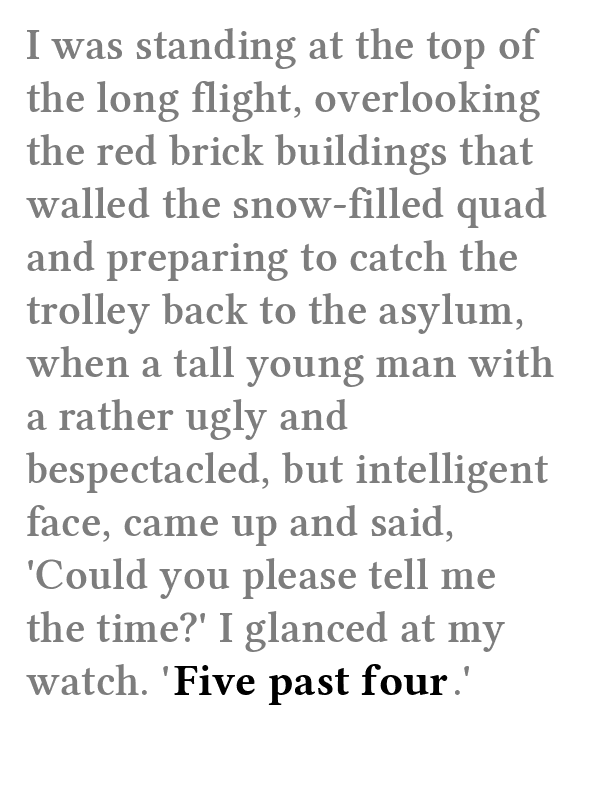 I was standing at the top of
the long flight, overlooking
the red brick buildings that
walled the snow-filled quad
and preparing to catch the
trolley back to the asylum,
when a tall young man with
a rather ugly and
bespectacled, but intelligent
face, came up and said,
'Could you please tell me
the time?' I glanced at my
watch. 'Five past four.'